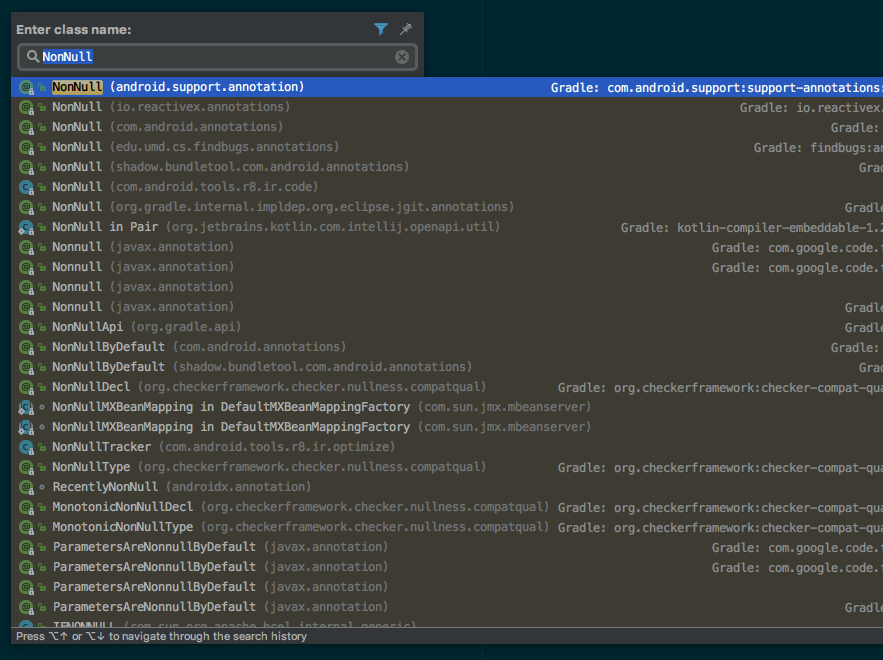 Enter class name:
NonNull
NonNull (android.support.annotation) Gradle: com.android.support:support-annotations:
NonNull (io.reactivex.annotations) Gradle: io.reactivex.
NonNull (com.android.annotations) Gradle:
NonNull (edu.umd.cs.findbugs.annotations) Gradle: findbugs:an
NonNull (shadow.bundletool.com.android.annotations) Grad
NonNull (com.android.tools.r8.ir.code)
NonNull (org.gradle.internal.impldep.org.eclipse.jgit.annotations) Gradle
NonNull in Pair (org.jetbrains.kotlin.com.intellij.openapi.util) Gradle: kotlin-compiler-embeddable-1.2
Nonnull (javax.annotation) Gradle: com.google.code.f
Nonnull (javax.annotation) Gradle: com.google.code.f
Nonnull (javax.annotation)
Nonnull (javax.annotation) Gradle
NonNullApi (org.gradle.api) Gradle
NonNullByDefault (com.android.annotations) Gradle:
NonNullByDefault (shadow.bundletool.com.android.annotations) Grad
NonNullDecl (org.checkerframework.checker.nullness.compatqual) Gradle: org.checkerframework:checker-compat-qua
NonNullMXBeanMapping in DefaultMXBeanMappingFactory (com.sun.jmx.mbeanserver)
NonNullMXBeanMapping in DefaultMXBeanMappingFactory (com.sun.jmx.mbeanserver)
NonNullTracker (com.android.tools.r8.ir.optimize)
NonNullType (org.checkerframework.checker.nullness.compatqual) Gradle: org.checkerframework:checker-compat-qua
RecentlyNonNull (androidx.annotation)
MonotonicNonNullDecl (org.checkerframework.checker.nullness.compatqual) Gradle: org.checkerframework:checker-compat-qua
MonotonicNonNullType (org.checkerframework.checker.nullness.compatqual) Gradle: org.checkerframework:checker-compat-qua
ParametersAreNonnullByDefault (javax.annotation) Gradle: com.google.code.f
ParametersAreNonnullByDefault (javax.annotation) Gradle: com.google.code.f
ParametersAreNonnullByDefault (javax.annotation)
ParametersAreNonnullByDefault (javax.annotation) Gradle
IFNONNULL (com.sun.org.apache.bcel.internal.generic)
Press ⌥↑ or ⌥↓ to navigate through the search history